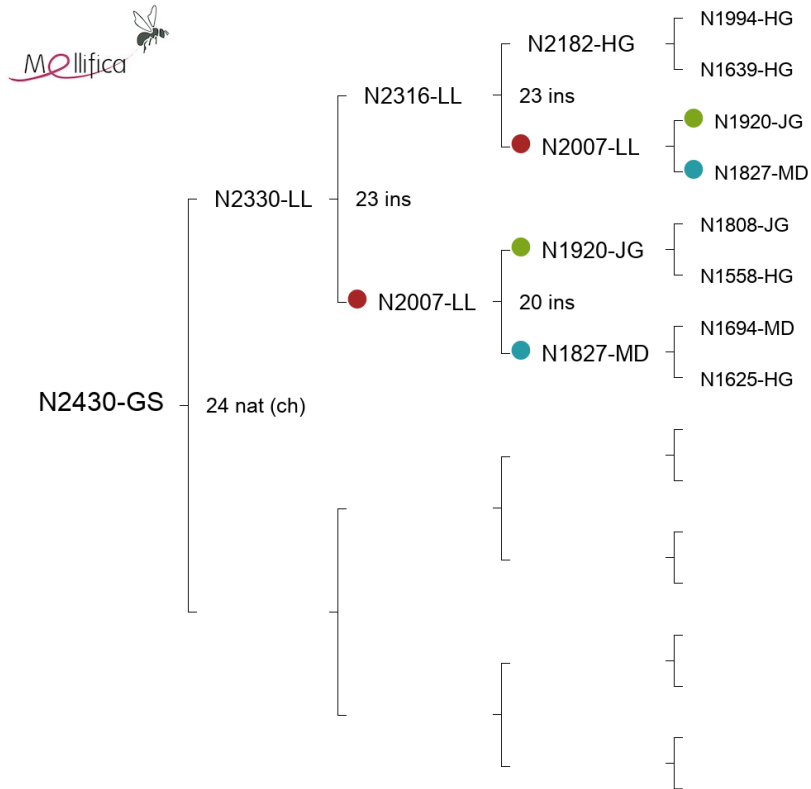 Mellifica
N1994-HG
N2182-HG
N1639-HG
N2316-LL
23 ins
N1920-JG
N2007-LL
N1827-MD
N2330-LL
23 ins
N1808-JG
N1920-JG
N1558-HG
N2007-LL
20 ins
N1694-MD
N1827-MD
N1625-HG
N2430-GS
24 nat (ch)